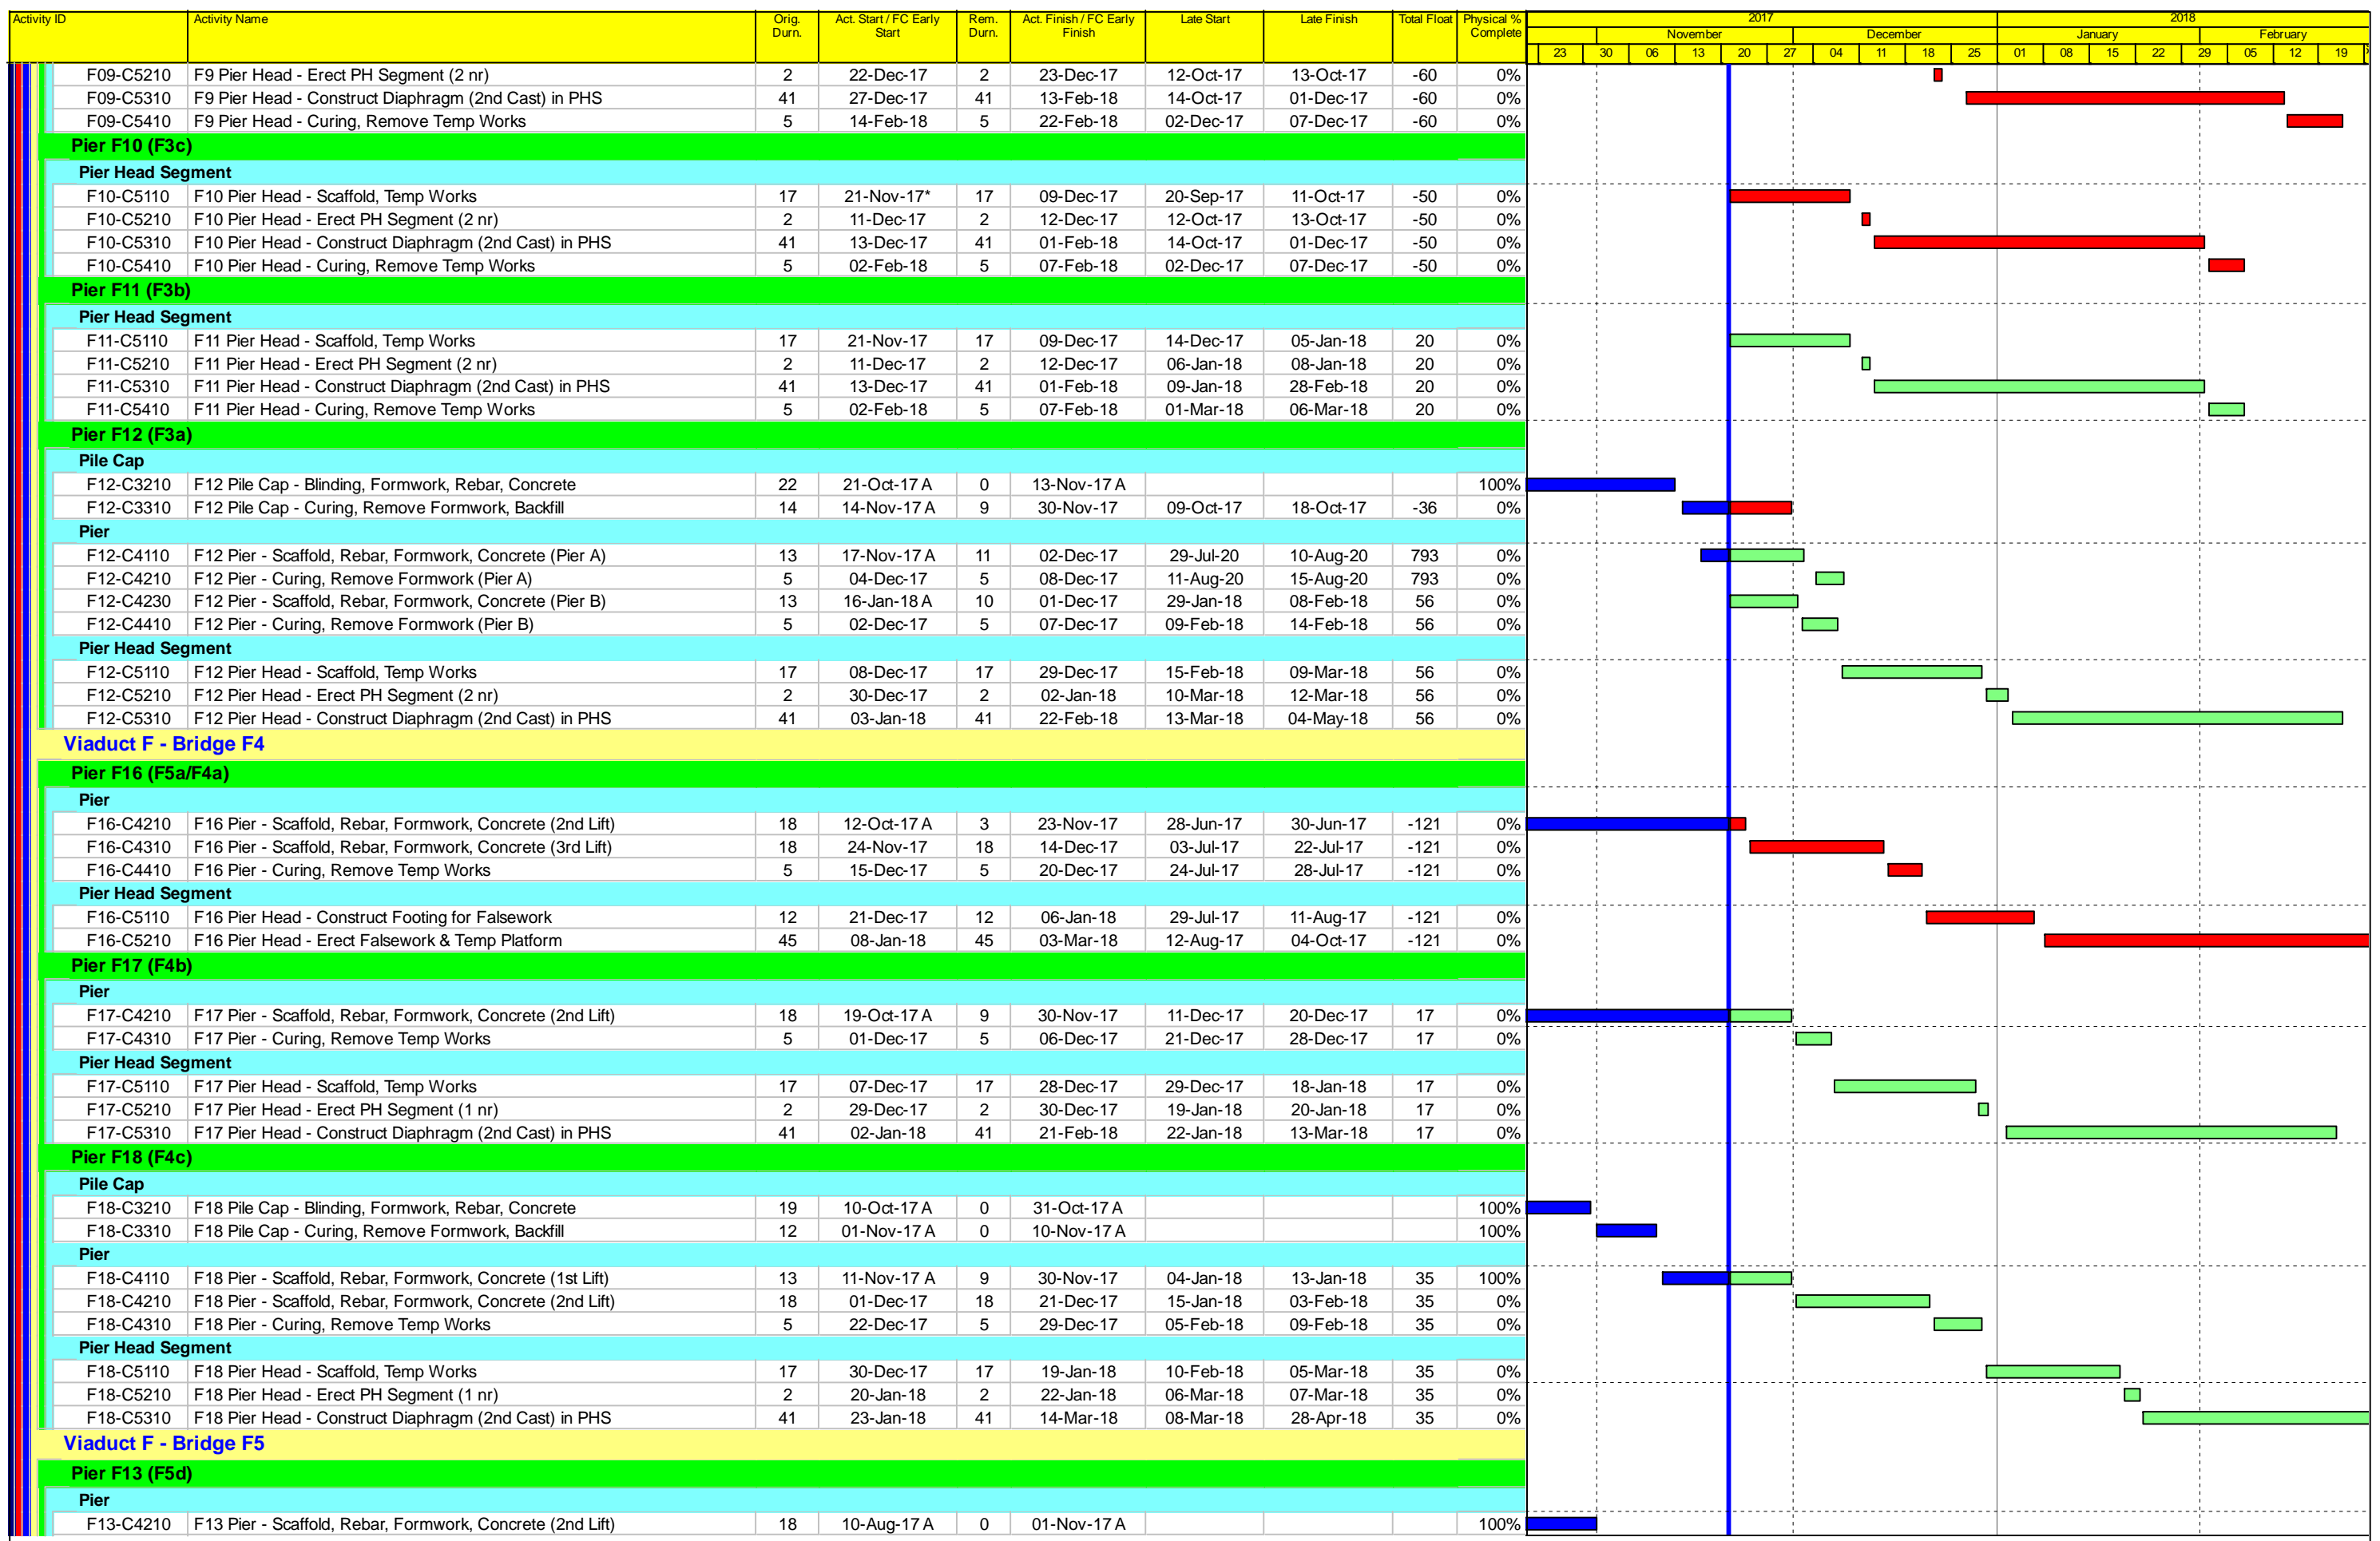 Activity ID Activity Name Orig. Durn. Act. Start / FC Early Start Rem. Durn. Act. Finish / FC Early Finish Late Start Late Finish Total Float Physical % Complete 2017 2018
November December January February
23 30 06 13 20 27 04 11 18 25 01 08 15 22 29 05 12 19
F09-C5210 F9 Pier Head - Erect PH Segment (2 nr) 2 22-Dec-17 2 23-Dec-17 12-Oct-17 13-Oct-17 -60 0%
F09-C5310 F9 Pier Head - Construct Diaphragm (2nd Cast) in PHS 41 27-Dec-17 41 13-Feb-18 14-Oct-17 01-Dec-17 -60 0%
F09-C5410 F9 Pier Head - Curing, Remove Temp Works 5 14-Feb-18 5 22-Feb-18 02-Dec-17 07-Dec-17 -60 0%
Pier F10 (F3c)
Pier Head Segment
F10-C5110 F10 Pier Head - Scaffold, Temp Works 17 21-Nov-17* 17 09-Dec-17 20-Sep-17 11-Oct-17 -50 0%
F10-C5210 F10 Pier Head - Erect PH Segment (2 nr) 2 11-Dec-17 2 12-Dec-17 12-Oct-17 13-Oct-17 -50 0%
F10-C5310 F10 Pier Head - Construct Diaphragm (2nd Cast) in PHS 41 13-Dec-17 41 01-Feb-18 14-Oct-17 01-Dec-17 -50 0%
F10-C5410 F10 Pier Head - Curing, Remove Temp Works 5 02-Feb-18 5 07-Feb-18 02-Dec-17 07-Dec-17 -50 0%
Pier F11 (F3b)
Pier Head Segment
F11-C5110 F11 Pier Head - Scaffold, Temp Works 17 21-Nov-17 17 09-Dec-17 14-Dec-17 05-Jan-18 20 0%
F11-C5210 F11 Pier Head - Erect PH Segment (2 nr) 2 11-Dec-17 2 12-Dec-17 06-Jan-18 08-Jan-18 20 0%
F11-C5310 F11 Pier Head - Construct Diaphragm (2nd Cast) in PHS 41 13-Dec-17 41 01-Feb-18 09-Jan-18 28-Feb-18 20 0%
F11-C5410 F11 Pier Head - Curing, Remove Temp Works 5 02-Feb-18 5 07-Feb-18 01-Mar-18 06-Mar-18 20 0%
Pier F12 (F3a)
Pile Cap
F12-C3210 F12 Pile Cap - Blinding, Formwork, Rebar, Concrete 22 21-Oct-17 A 0 13-Nov-17 A 100%
F12-C3310 F12 Pile Cap - Curing, Remove Formwork, Backfill 14 14-Nov-17 A 9 30-Nov-17 09-Oct-17 18-Oct-17 -36 0%
Pier
F12-C4110 F12 Pier - Scaffold, Rebar, Formwork, Concrete (Pier A) 13 17-Nov-17 A 11 02-Dec-17 29-Jul-20 10-Aug-20 793 0%
F12-C4210 F12 Pier - Curing, Remove Formwork (Pier A) 5 04-Dec-17 5 08-Dec-17 11-Aug-20 15-Aug-20 793 0%
F12-C4230 F12 Pier - Scaffold, Rebar, Formwork, Concrete (Pier B) 13 16-Jan-18 A 10 01-Dec-17 29-Jan-18 08-Feb-18 56 0%
F12-C4410 F12 Pier - Curing, Remove Formwork (Pier B) 5 02-Dec-17 5 07-Dec-17 09-Feb-18 14-Feb-18 56 0%
Pier Head Segment
F12-C5110 F12 Pier Head - Scaffold, Temp Works 17 08-Dec-17 17 29-Dec-17 15-Feb-18 09-Mar-18 56 0%
F12-C5210 F12 Pier Head - Erect PH Segment (2 nr) 2 30-Dec-17 2 02-Jan-18 10-Mar-18 12-Mar-18 56 0%
F12-C5310 F12 Pier Head - Construct Diaphragm (2nd Cast) in PHS 41 03-Jan-18 41 22-Feb-18 13-Mar-18 04-May-18 56 0%
Viaduct F - Bridge F4
Pier F16 (F5a/F4a)
Pier
F16-C4210 F16 Pier - Scaffold, Rebar, Formwork, Concrete (2nd Lift) 18 12-Oct-17 A 3 23-Nov-17 28-Jun-17 30-Jun-17 -121 0%
F16-C4310 F16 Pier - Scaffold, Rebar, Formwork, Concrete (3rd Lift) 18 24-Nov-17 18 14-Dec-17 03-Jul-17 22-Jul-17 -121 0%
F16-C4410 F16 Pier - Curing, Remove Temp Works 5 15-Dec-17 5 20-Dec-17 24-Jul-17 28-Jul-17 -121 0%
Pier Head Segment
F16-C5110 F16 Pier Head - Construct Footing for Falsework 12 21-Dec-17 12 06-Jan-18 29-Jul-17 11-Aug-17 -121 0%
F16-C5210 F16 Pier Head - Erect Falsework & Temp Platform 45 08-Jan-18 45 03-Mar-18 12-Aug-17 04-Oct-17 -121 0%
Pier F17 (F4b)
Pier
F17-C4210 F17 Pier - Scaffold, Rebar, Formwork, Concrete (2nd Lift) 18 19-Oct-17 A 9 30-Nov-17 11-Dec-17 20-Dec-17 17 0%
F17-C4310 F17 Pier - Curing, Remove Temp Works 5 01-Dec-17 5 06-Dec-17 21-Dec-17 28-Dec-17 17 0%
Pier Head Segment
F17-C5110 F17 Pier Head - Scaffold, Temp Works 17 07-Dec-17 17 28-Dec-17 29-Dec-17 18-Jan-18 17 0%
F17-C5210 F17 Pier Head - Erect PH Segment (1 nr) 2 29-Dec-17 2 30-Dec-17 19-Jan-18 20-Jan-18 17 0%
F17-C5310 F17 Pier Head - Construct Diaphragm (2nd Cast) in PHS 41 02-Jan-18 41 21-Feb-18 22-Jan-18 13-Mar-18 17 0%
Pier F18 (F4c)
Pile Cap
F18-C3210 F18 Pile Cap - Blinding, Formwork, Rebar, Concrete 19 10-Oct-17 A 0 31-Oct-17 A 100%
F18-C3310 F18 Pile Cap - Curing, Remove Formwork, Backfill 12 01-Nov-17 A 0 10-Nov-17 A 100%
Pier
F18-C4110 F18 Pier - Scaffold, Rebar, Formwork, Concrete (1st Lift) 13 11-Nov-17 A 9 30-Nov-17 04-Jan-18 13-Jan-18 35 100%
F18-C4210 F18 Pier - Scaffold, Rebar, Formwork, Concrete (2nd Lift) 18 01-Dec-17 18 21-Dec-17 15-Jan-18 03-Feb-18 35 0%
F18-C4310 F18 Pier - Curing, Remove Temp Works 5 22-Dec-17 5 29-Dec-17 05-Feb-18 09-Feb-18 35 0%
Pier Head Segment
F18-C5110 F18 Pier Head - Scaffold, Temp Works 17 30-Dec-17 17 19-Jan-18 10-Feb-18 05-Mar-18 35 0%
F18-C5210 F18 Pier Head - Erect PH Segment (1 nr) 2 20-Jan-18 2 22-Jan-18 06-Mar-18 07-Mar-18 35 0%
F18-C5310 F18 Pier Head - Construct Diaphragm (2nd Cast) in PHS 41 23-Jan-18 41 14-Mar-18 08-Mar-18 28-Apr-18 35 0%
Viaduct F - Bridge F5
Pier F13 (F5d)
Pier
F13-C4210 F13 Pier - Scaffold, Rebar, Formwork, Concrete (2nd Lift) 18 10-Aug-17 A 0 01-Nov-17 A 100%